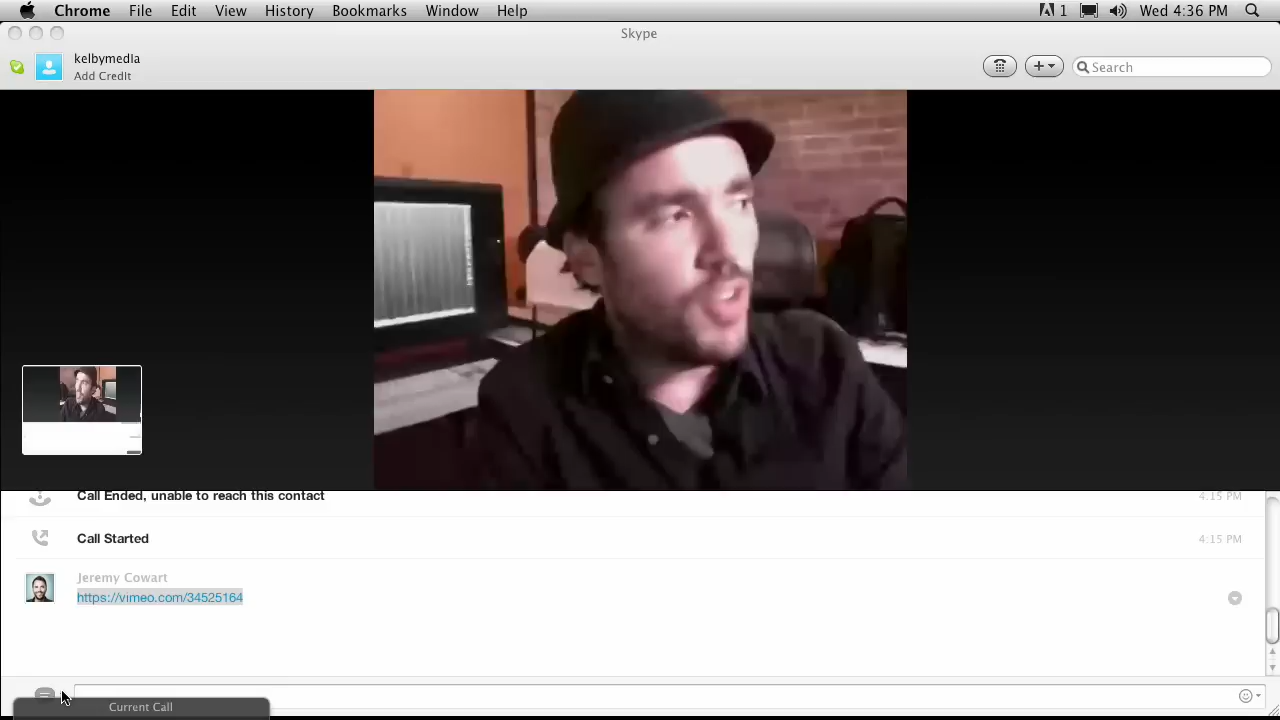 Chrome File Edit View History Bookmarks Window Help 1 Wed 4:36 PM
Skype
kelbymedia
Add Credit
Search
Call Ended, unable to reach this contact 4:15 PM
Call Started 4:15 PM
Jeremy Cowart
https://vimeo.com/34525164
Current Call